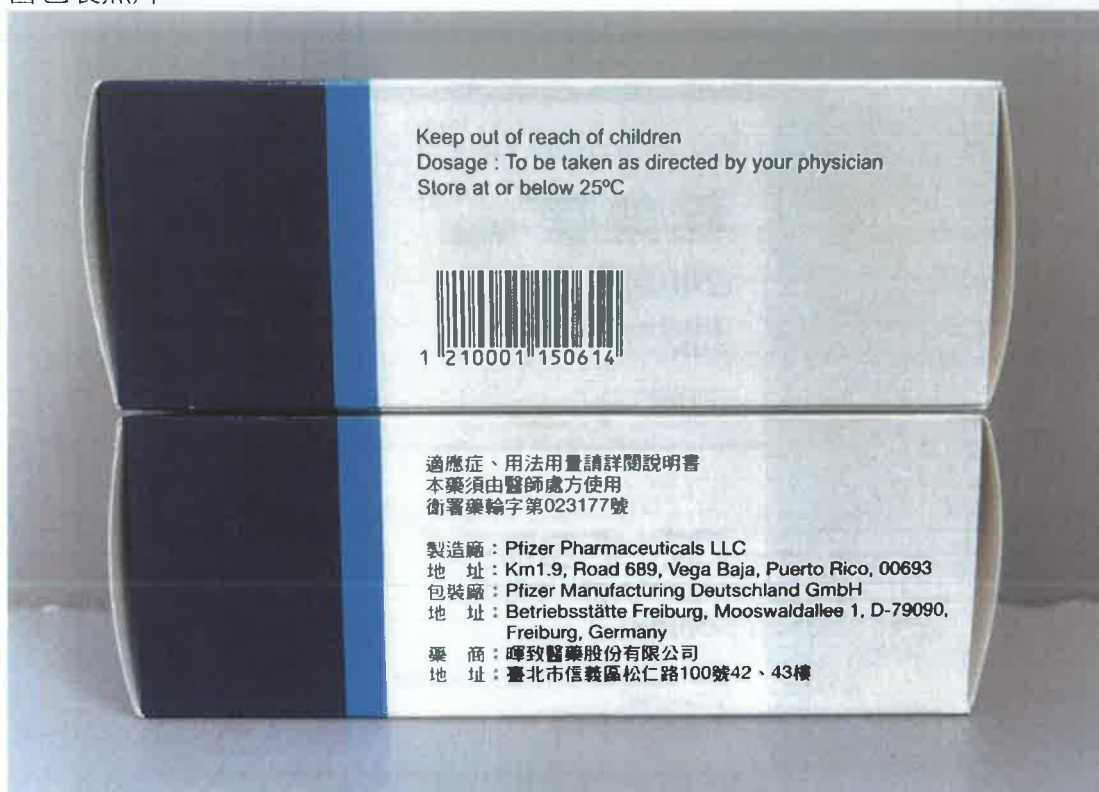 Keep out of reach of children
Dosage : To be taken as directed by your physician
Store at or below 25ºC
1 210001 150614
適應症、用法用量請詳閱說明書
本藥須由醫師處方使用
衛署藥輸字第023177號
製造廠：Pfizer Pharmaceuticals LLC
地 址：Km1.9, Road 689, Vega Baja, Puerto Rico, 00693
包裝廠：Pfizer Manufacturing Deutschland GmbH
地 址：Betriebsstätte Freiburg, Mooswaldallee 1, D-79090,
Freiburg, Germany
藥 商：暉致醫藥股份有限公司
地 址：臺北市信義區松仁路100號42、43樓